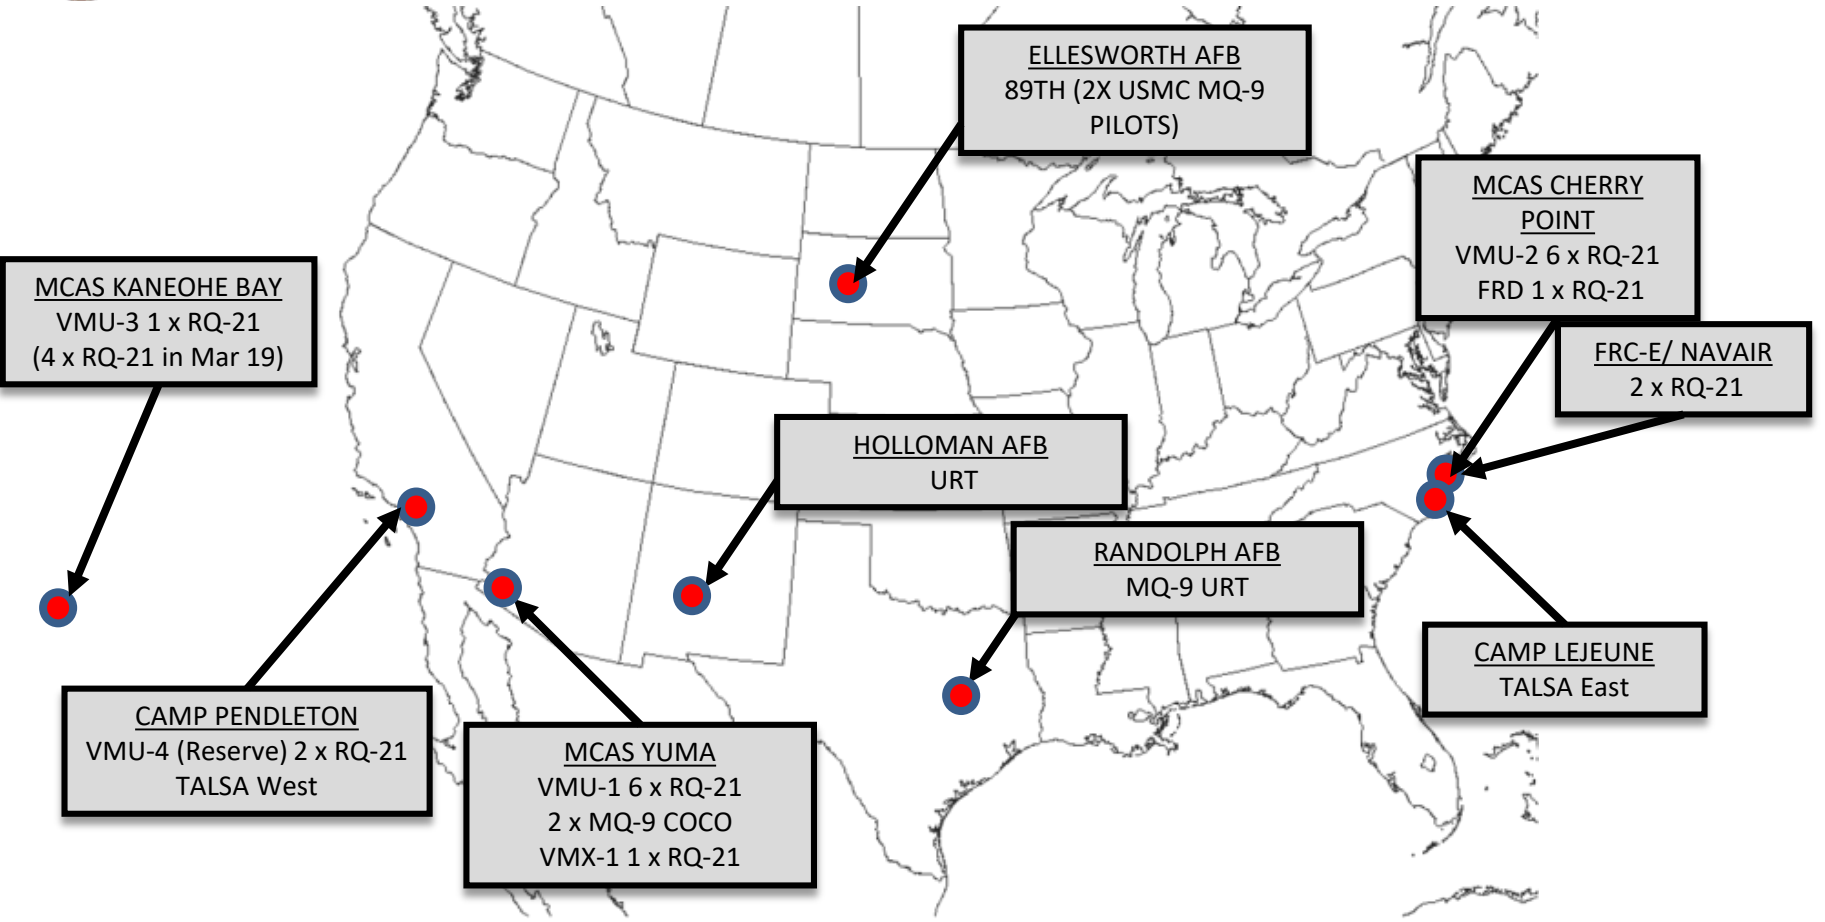 ELLESWORTH AFB
89TH (2X USMC MQ-9
PILOTS)
MCAS CHERRY
POINT
VMU-2 6 x RQ-21
FRD 1 x RQ-21
MCAS KANEOHE BAY
VMU-3 1 x RQ-21
(4 x RQ-21 in Mar 19)
FRC-E/ NAVAIR
2 x RQ-21
HOLLOMAN AFB
URT
RANDOLPH AFB
MQ-9 URT
CAMP LEJEUNE
TALSA East
CAMP PENDLETON
VMU-4 (Reserve) 2 x RQ-21
TALSA West
MCAS YUMA
VMU-1 6 x RQ-21
2 x MQ-9 COCO
VMX-1 1 x RQ-21